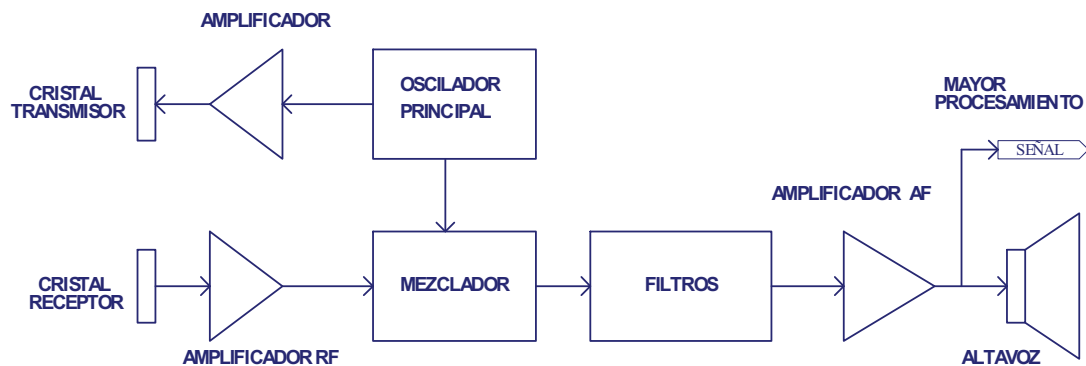 AMPLIFICADOR
CRISTAL
TRANSMISOR
OSCILADOR
PRINCIPAL
MAYOR
PROCESAMIENTO
SEÑAL
AMPLIFICADOR AF
CRISTAL
RECEPTOR
MEZCLADOR
FILTROS
AMPLIFICADOR RF
ALTAVOZ